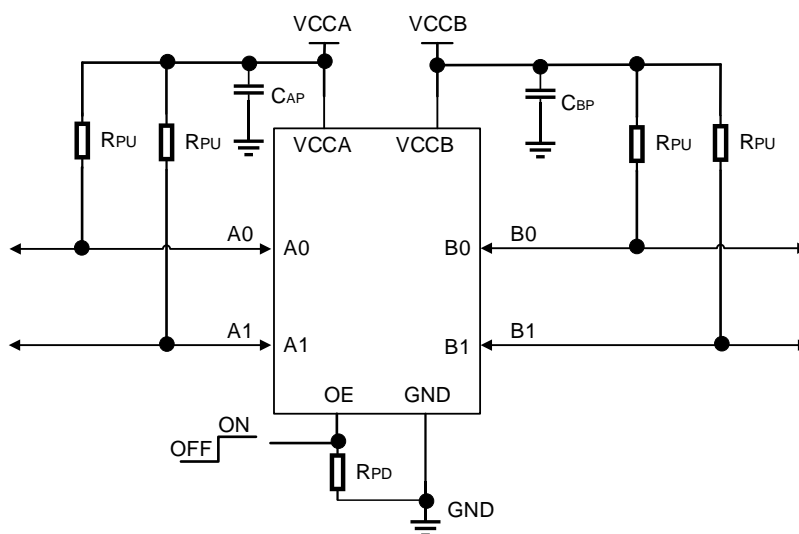 VCCA VCCB
CAP CBP
RPU RPU VCCA VCCB RPU RPU
A0 A0 B0 B0
A1 A1 B1 B1
OE GND
ON
OFF
RPD
GND